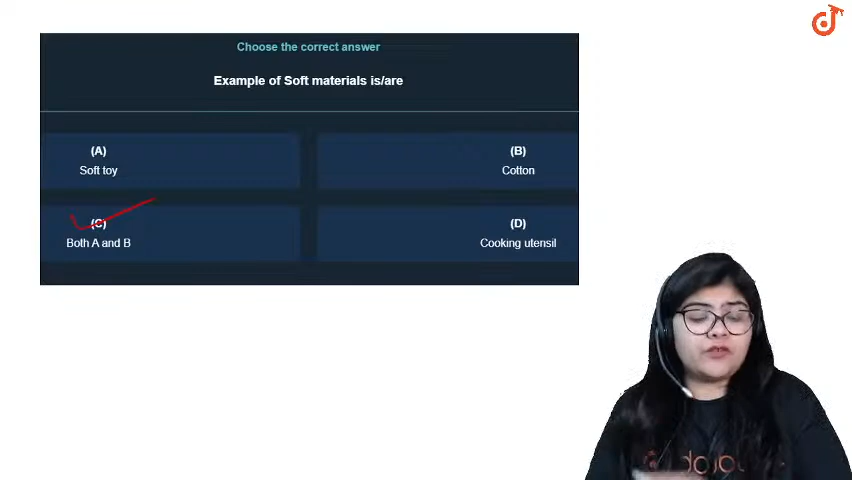 Choose the correct answer
Example of Soft materials is/are
(A)
Soft toy
(B)
Cotton
(C)
Both A and B
(D)
Cooking utensil